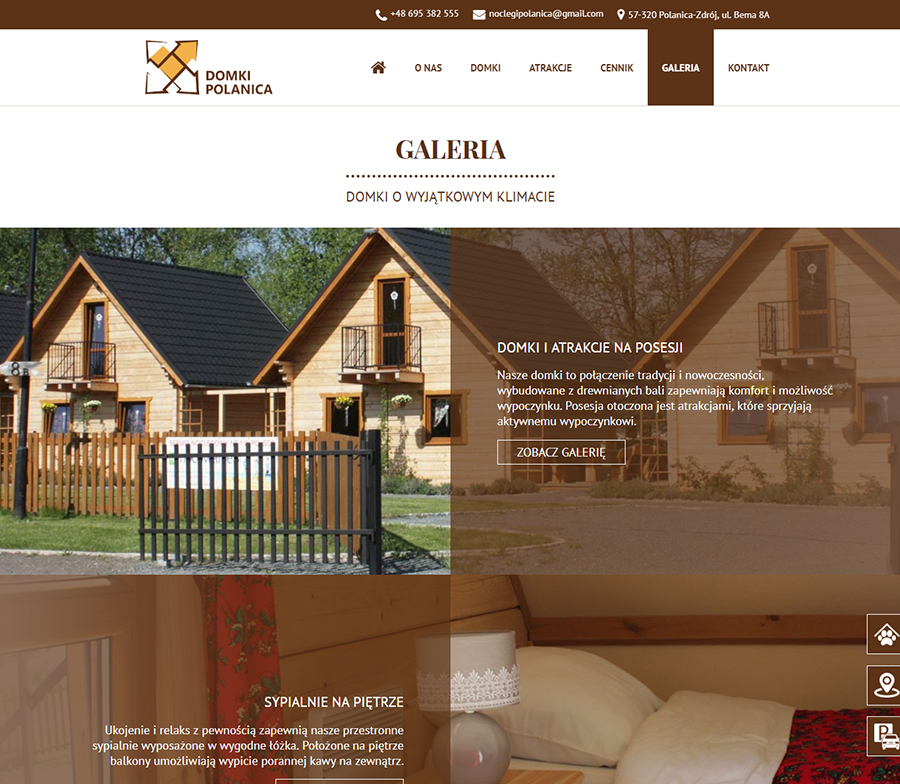 +48 695 382 555 noclegipolanica@gmail.com 57-320 Polanica-Zdrój, ul. Bema 8A
DOMKI
POLANICA
O NAS DOMKI ATRAKCJE CENNIK GALERIA KONTAKT
GALERIA
DOMKI O WYJĄTKOWYM KLIMACIE
8
DOMKI I ATRAKCJE NA POSESJI
Nasze domki to połączenie tradycji i nowoczesności,
wybudowane z drewnianych bali zapewniają komfort i możliwość
wypoczynku. Posesja otoczona jest atrakcjami, które sprzyjają
aktywnemu wypoczynkowi.
ZOBACZ GALERIĘ
SYPIALNIE NA PIĘTRZE
Ukojenie i relaks z pewnością zapewnią nasze przestronne
sypialnie wyposażone w wygodne łóżka. Położone na piętrze
balkony umożliwiają wypicie porannej kawy na zewnątrz.
P